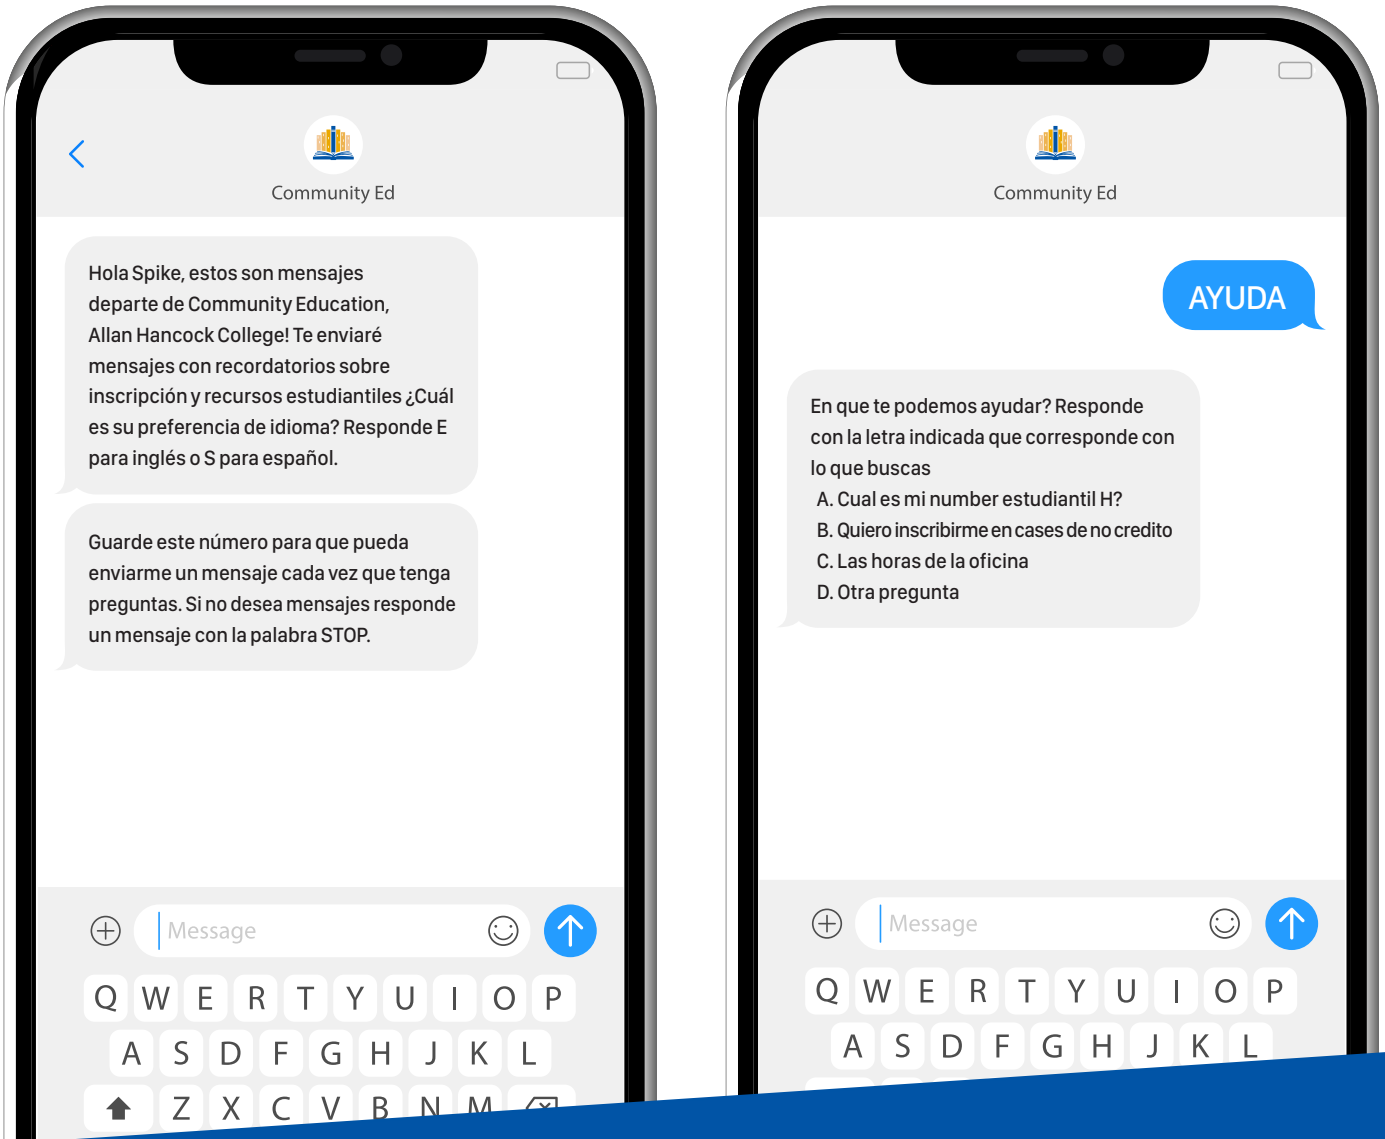 Community Ed
Hola Spike, estos son mensajes
departe de Community Education,
Allan Hancock College! Te enviaré
mensajes con recordatorios sobre
inscripción y recursos estudiantiles ¿Cuál
es su preferencia de idioma? Responde E
para inglés o S para español.
Guarde este número para que pueda
enviarme un mensaje cada vez que tenga
preguntas. Si no desea mensajes responde
un mensaje con la palabra STOP.
Message
Q W E R T Y U I O P
A S D F G H J K L
Z X C V B N M
Community Ed
AYUDA
En que te podemos ayudar? Responde
con la letra indicada que corresponde con
lo que buscas
A. Cual es mi number estudiantil H?
B. Quiero inscribirme en cases de no credito
C. Las horas de la oficina
D. Otra pregunta
Message
Q W E R T Y U I O P
A S D F G H J K L